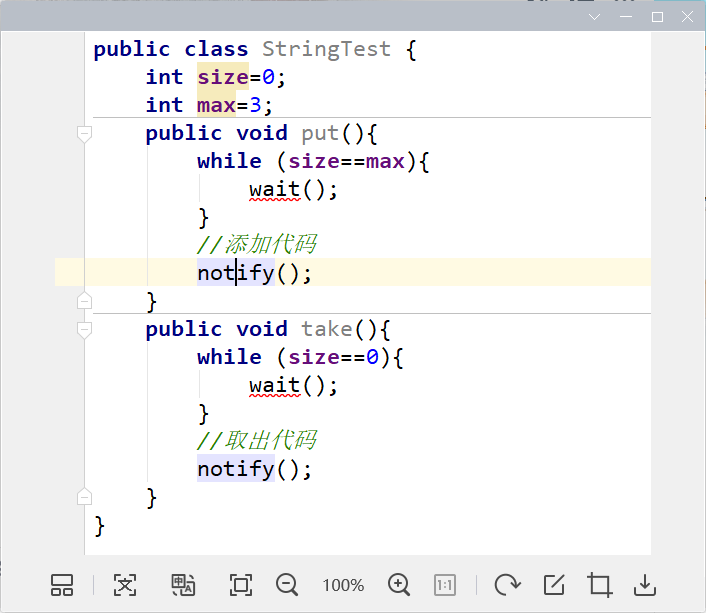 public class StringTest {
int size=0;
int max=3;
public void put(){
while (size==max){
wait();
}
//添加代码
notify();
}
public void take(){
while (size==0){
wait();
}
//取出代码
notify();
}
}
100%
1:1